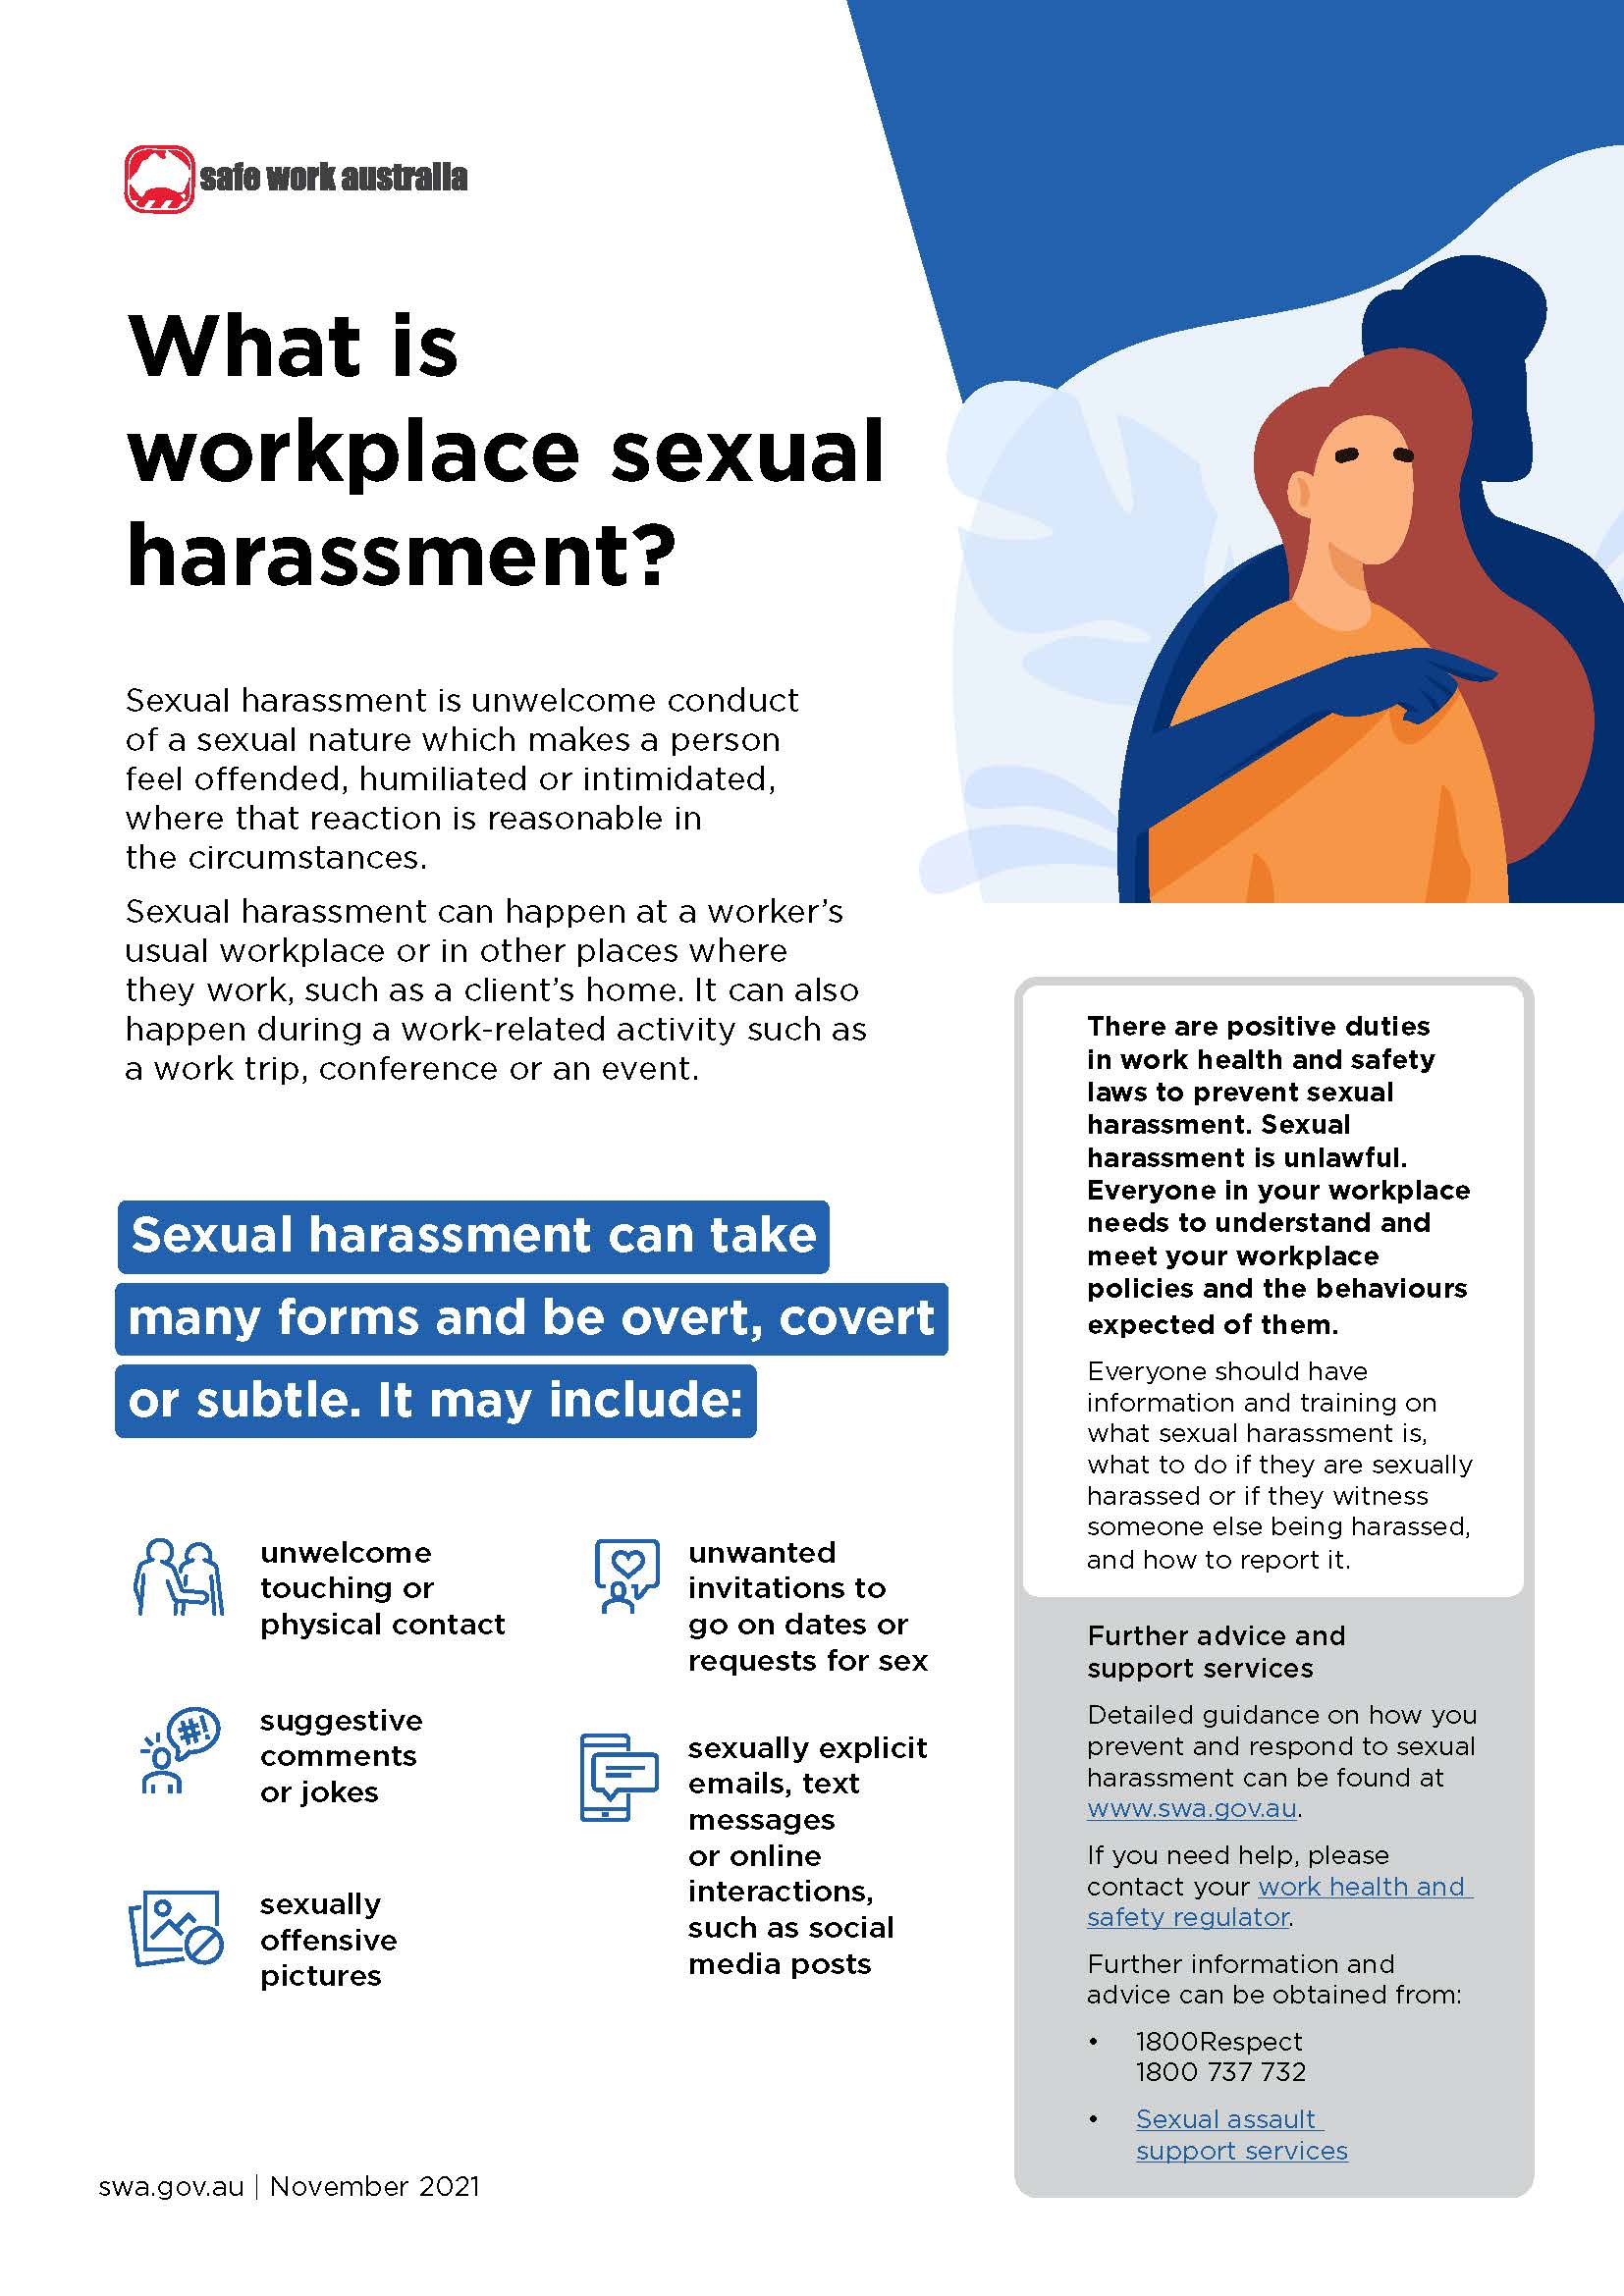 safe work australia
What is
workplace sexual
harassment?
Sexual harassment is unwelcome conduct
of a sexual nature which makes a person
feel offended, humiliated or intimidated,
where that reaction is reasonable in
the circumstances.
Sexual harassment can happen at a worker’s
usual workplace or in other places where
they work, such as a client’s home. It can also
happen during a work-related activity such as
a work trip, conference or an event.
Sexual harassment can take
many forms and be overt, covert
or subtle. It may include:
unwelcome
touching or
physical contact
#!
suggestive
comments
or jokes
sexually
offensive
pictures
unwanted
invitations to
go on dates or
requests for sex
sexually explicit
emails, text
messages
or online
interactions,
such as social
media posts
There are positive duties
in work health and safety
laws to prevent sexual
harassment. Sexual
harassment is unlawful.
Everyone in your workplace
needs to understand and
meet your workplace
policies and the behaviours
expected of them.
Everyone should have
information and training on
what sexual harassment is,
what to do if they are sexually
harassed or if they witness
someone else being harassed,
and how to report it.
Further advice and
support services
Detailed guidance on how you
prevent and respond to sexual
harassment can be found at
www.swa.gov.au.
If you need help, please
contact your work health and
safety regulator.
Further information and
advice can be obtained from:
• 1800Respect
1800 737 732
• Sexual assault
support services
swa.gov.au | November 2021